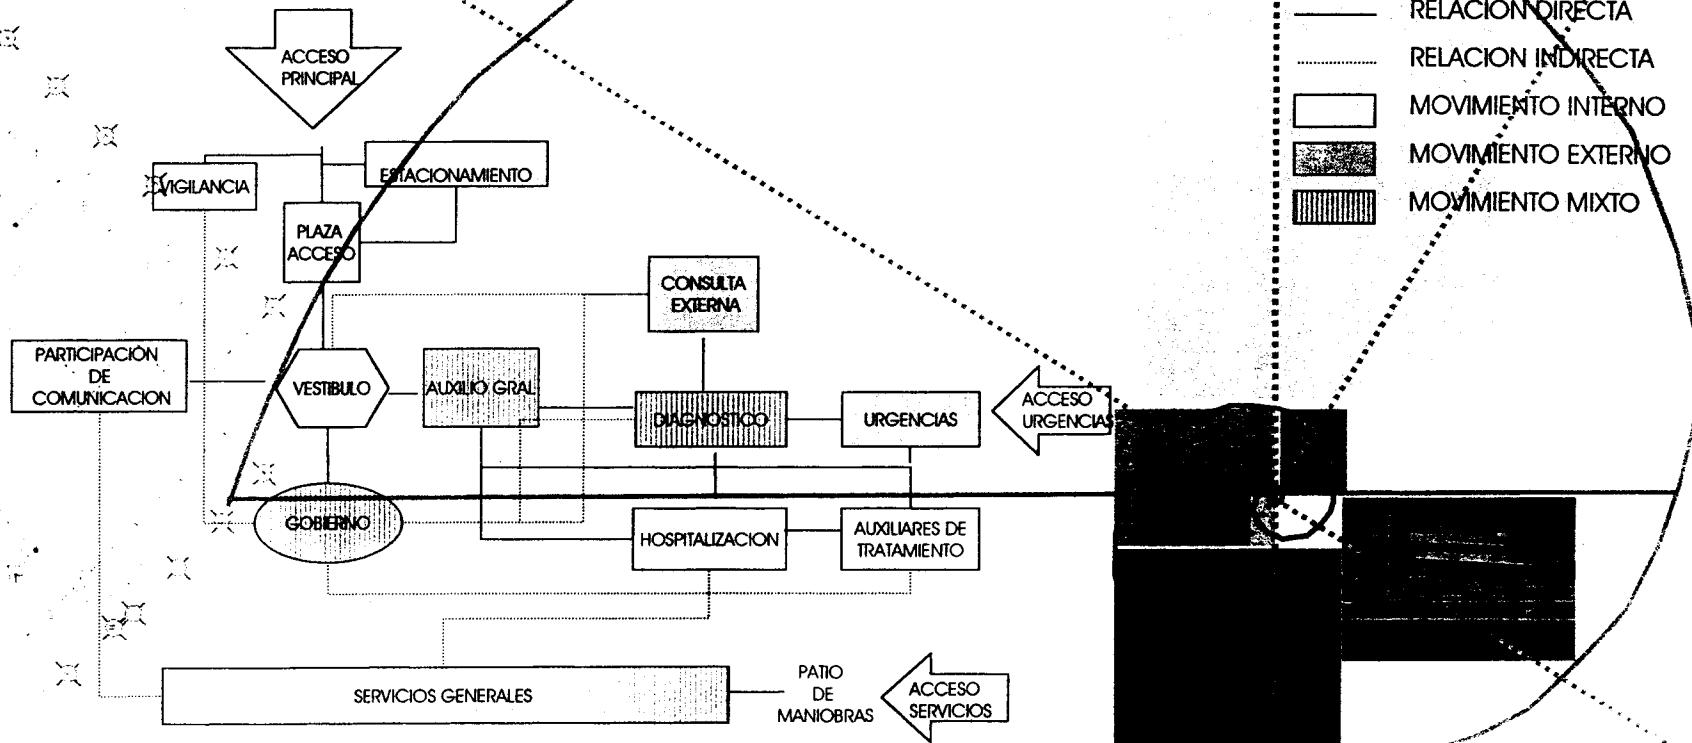 RELACION DIRECTA
RELACION INDIRECTA
MOVIMIENTO INTERNO
MOVIMIENTO EXTERNO
MOVIMIENTO MIXTO
ACCESO
PRINCIPAL
VIGILANCIA
ESTACIONAMIENTO
PLAZA
ACCESO
CONSULTA
EXTERNA
PARTICIPACIÒN
DE
COMUNICACION
VESTIBULO
AUXILIO GRAL
DIAGNOSTICO
URGENCIAS
ACCESO
URGENCIAS
GOBIERNO
HOSPITALIZACION
AUXILIARES DE
TRATAMIENTO
SERVICIOS GENERALES
PATIO
DE
MANIOBRAS
ACCESO
SERVICIOS